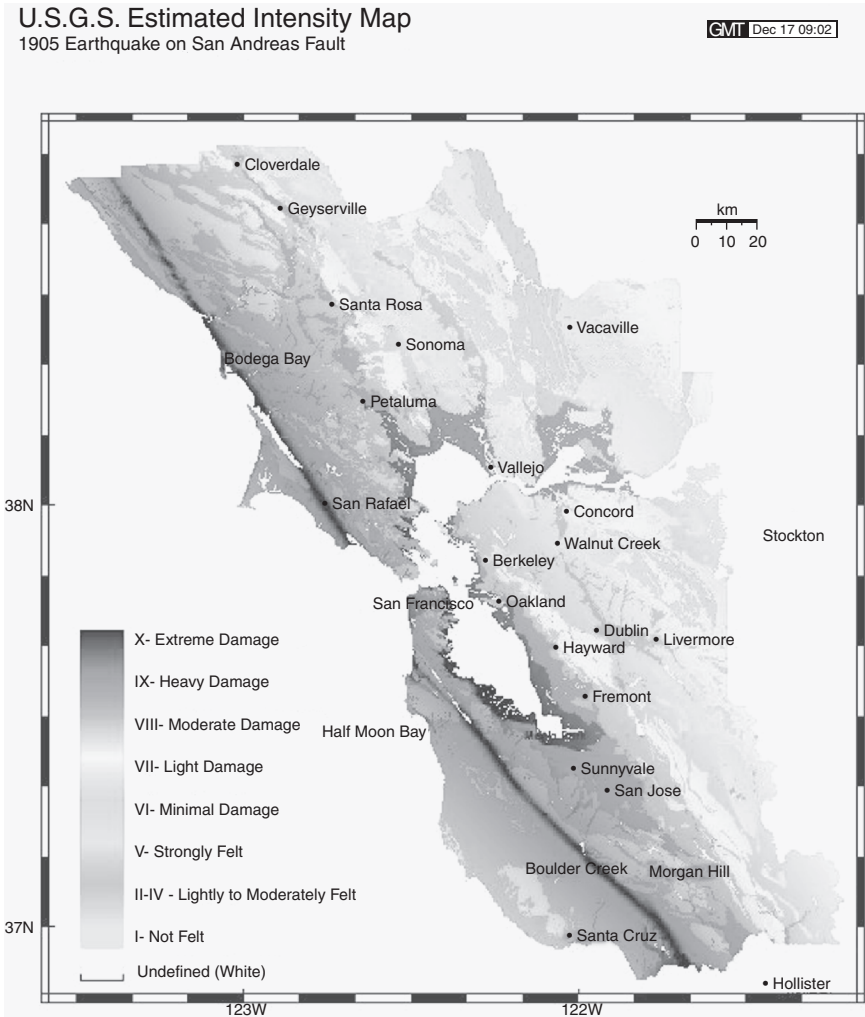 U.S.G.S. Estimated Intensity Map
1905 Earthquake on San Andreas Fault
GMT Dec 17 09:02
Cloverdale
Geyserville
km
0 10 20
Santa Rosa
Vacaville
Sonoma
Bodega Bay
Petaluma
Vallejo
38N
San Rafael
Concord
Stockton
Walnut Creek
Berkeley
San Francisco
Oakland
Dublin
Livermore
Hayward
Fremont
Half Moon Bay
Sunnyvale
San Jose
Boulder Creek
Morgan Hill
Santa Cruz
Hollister
X- Extreme Damage
IX- Heavy Damage
VIII- Moderate Damage
VII- Light Damage
VI- Minimal Damage
V- Strongly Felt
II-IV - Lightly to Moderately Felt
I- Not Felt
Undefined (White)
37N
123W
122W